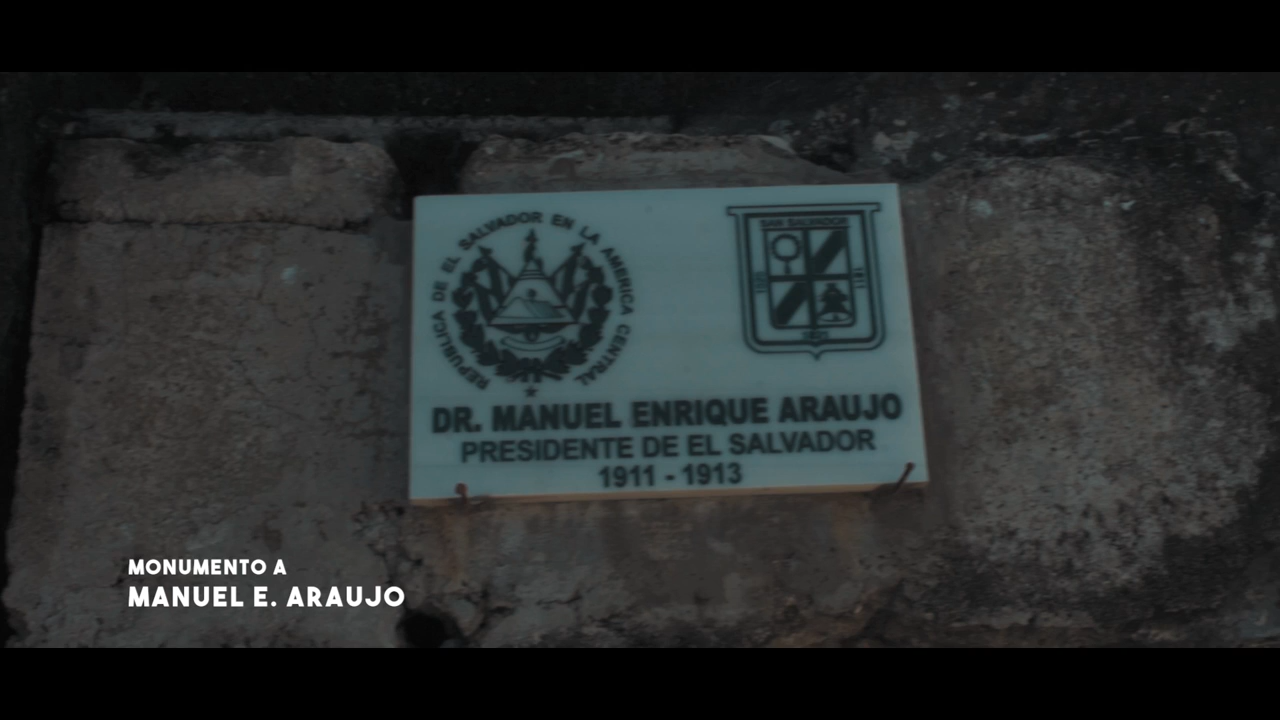 REPUBLICA DE EL SALVADOR EN LA AMERICA CENTRAL
SAN SALVADOR
1811
DR. MANUEL ENRIQUE ARAUJO
PRESIDENTE DE EL SALVADOR
1911 - 1913
MONUMENTO A
MANUEL E. ARAUJO